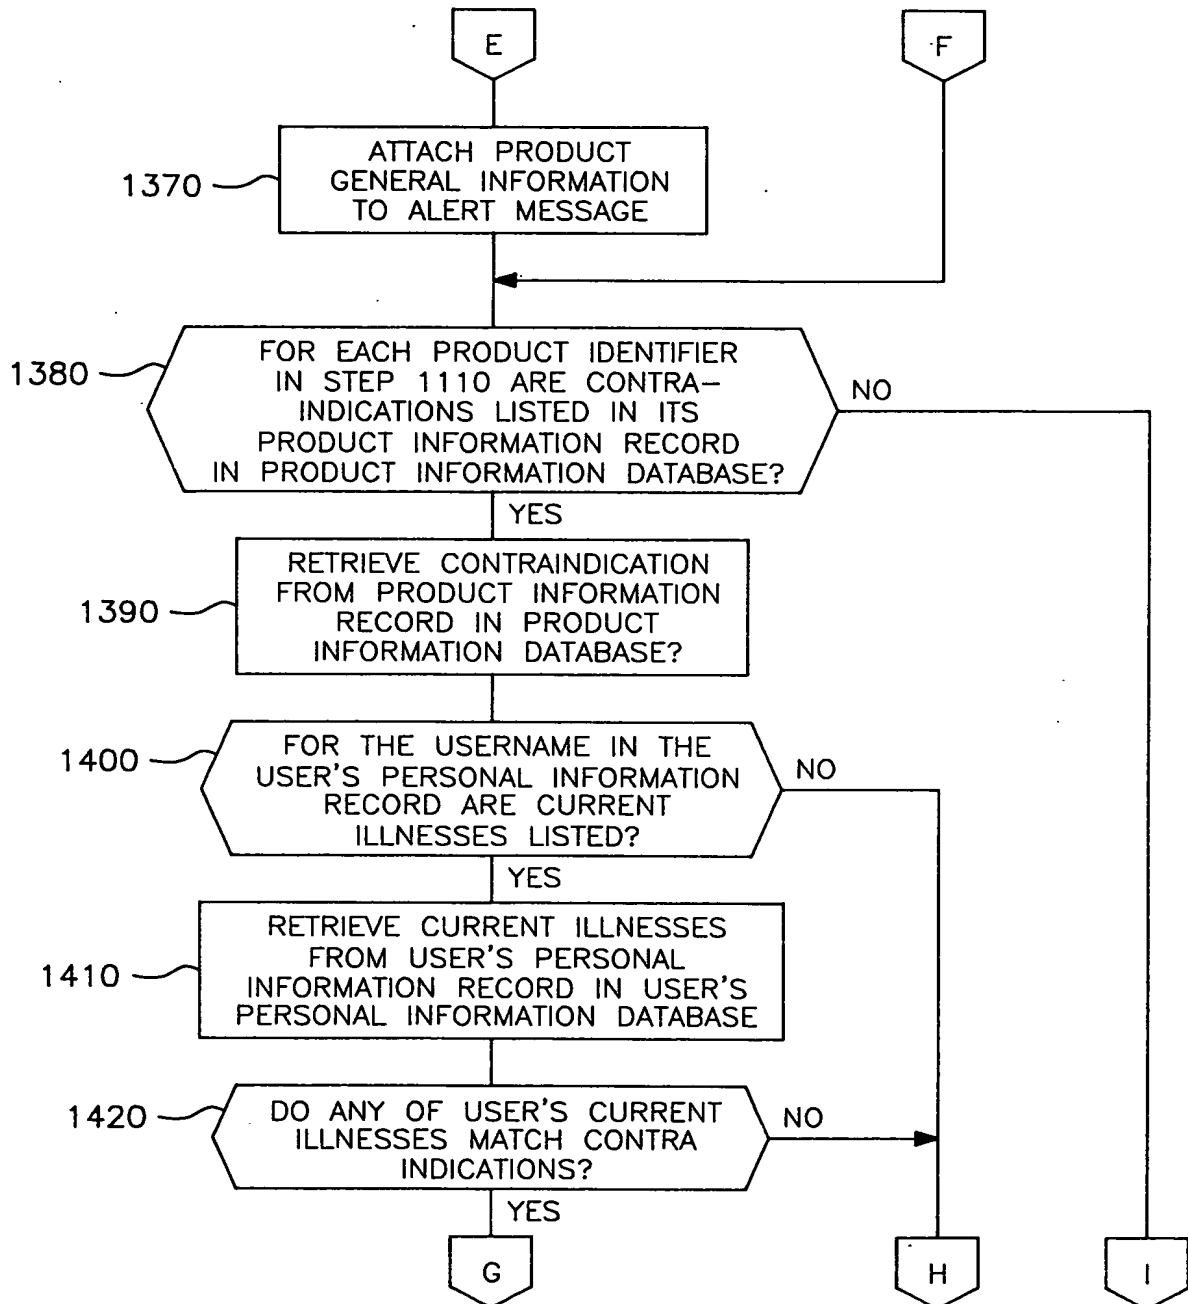 E
F
ATTACH PRODUCT
GENERAL INFORMATION
TO ALERT MESSAGE
1370
FOR EACH PRODUCT IDENTIFIER
IN STEP 1110 ARE CONTRA-
INDICATIONS LISTED IN ITS
PRODUCT INFORMATION RECORD
IN PRODUCT INFORMATION DATABASE?
1380
NO
YES
RETRIEVE CONTRAINDICATION
FROM PRODUCT INFORMATION
RECORD IN PRODUCT
INFORMATION DATABASE?
1390
FOR THE USERNAME IN THE
USER'S PERSONAL INFORMATION
RECORD ARE CURRENT
ILLNESSES LISTED?
1400
NO
YES
RETRIEVE CURRENT ILLNESSES
FROM USER'S PERSONAL
INFORMATION RECORD IN USER'S
PERSONAL INFORMATION DATABASE
1410
DO ANY OF USER'S CURRENT
ILLNESSES MATCH CONTRA
INDICATIONS?
1420
NO
YES
G
H
I